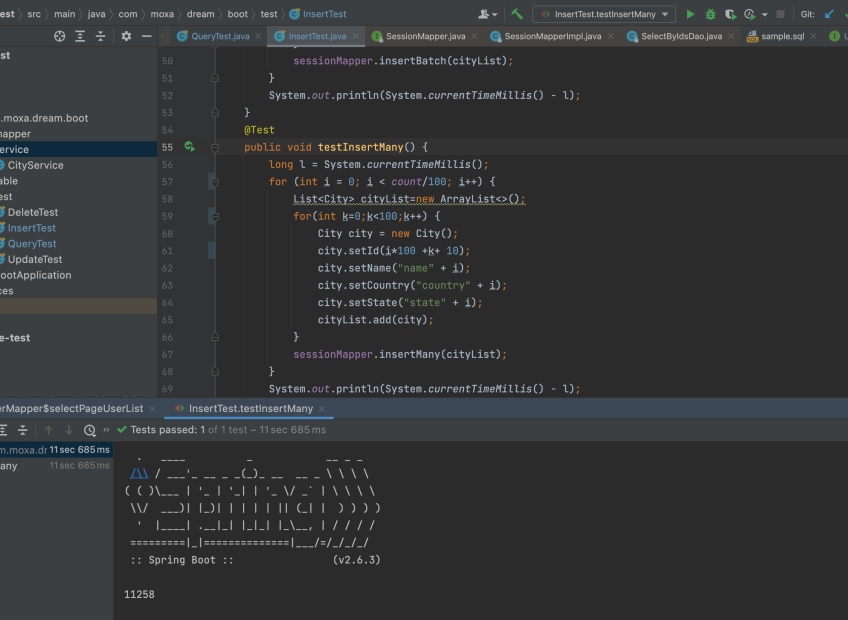 est > src > main > java > com > moxa > dream > boot > test > InsertTest InsertTest.testInsertMany Git:
QueryTest.java InsertTest.java SessionMapper.java SessionMapperImpl.java SelectByIdsDao.java sample.sql
st
.moxa.dream.boot
napper
ervice
CityService
able
est
DeleteTest
InsertTest
QueryTest
UpdateTest
ootApplication
ces
e-test
50 sessionMapper.insertBatch(cityList);
51 }
52 System.out.println(System.currentTimeMillis() - l);
53 }
54 @Test
55 public void testInsertMany() {
56 long l = System.currentTimeMillis();
57 for (int i = 0; i < count/100; i++) {
58 List<City> cityList=new ArrayList<>();
59 for(int k=0;k<100;k++) {
60 City city = new City();
61 city.setId(i*100 +k+ 10);
62 city.setName("name" + i);
63 city.setCountry("country" + i);
64 city.setState("state" + i);
65 cityList.add(city);
66 }
67 sessionMapper.insertMany(cityList);
68 }
69 System.out.println(System.currentTimeMillis() - l);
erMapper$selectPageUserList InsertTest.testInsertMany
Tests passed: 1 of 1 test – 11 sec 685 ms
m.moxa.dr 11 sec 685 ms
any 11 sec 685 ms
  .   ____          _            __ _ _
 /\\ / ___'_ __ _ _(_)_ __  __ _ \ \ \ \
( ( )\___ | '_ | '_| | '_ \/ _` | \ \ \ \
 \\/  ___)| |_)| | | | | || (_| |  ) ) ) )
  '  |____| .__|_| |_|_| |_\__, | / / / /
 =========|_|==============|___/=/_/_/_/
 :: Spring Boot ::                (v2.6.3)
11258